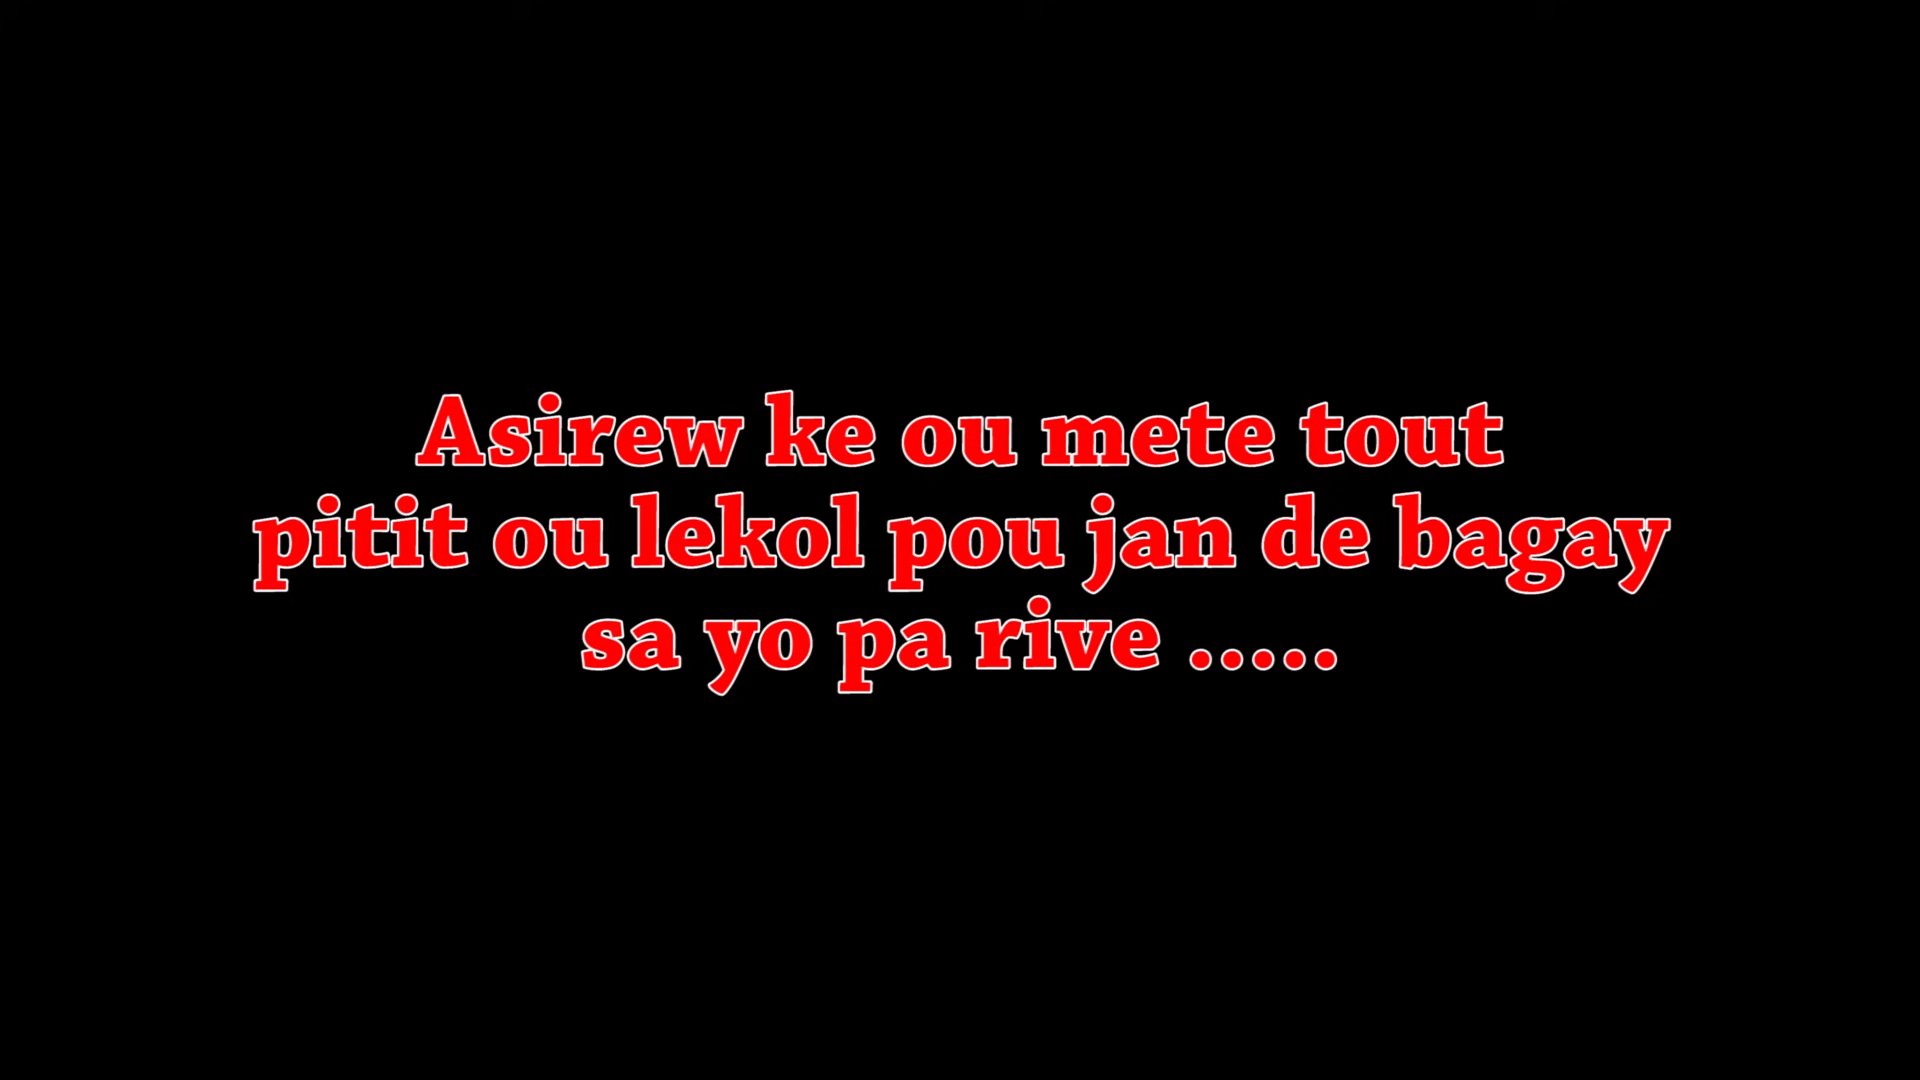 Asirew ke ou mete tout
pitit ou lekol pou jan de bagay
sa yo pa rive .....